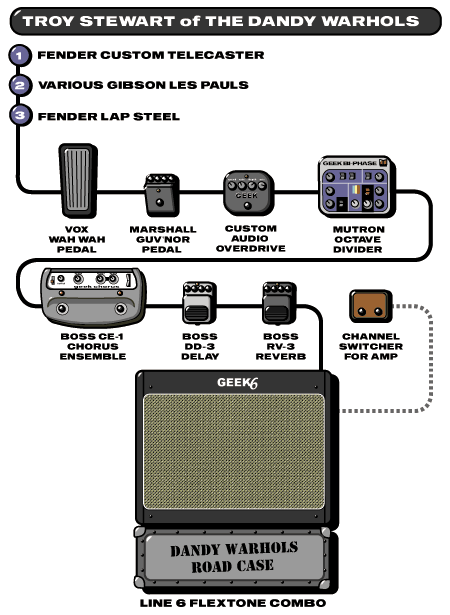 TROY STEWART of THE DANDY WARHOLS
1 FENDER CUSTOM TELECASTER
2 VARIOUS GIBSON LES PAULS
3 FENDER LAP STEEL
GEEK
GEEK BI-PHASE
VOX
WAH WAH
PEDAL
MARSHALL
GUV'NOR
PEDAL
CUSTOM
AUDIO
OVERDRIVE
MUTRON
OCTAVE
DIVIDER
geek chorus
BOSS CE-1
CHORUS
ENSEMBLE
BOSS
DD-3
DELAY
BOSS
RV-3
REVERB
CHANNEL
SWITCHER
FOR AMP
GEEK6
DANDY WARHOLS
ROAD CASE
LINE 6 FLEXTONE COMBO